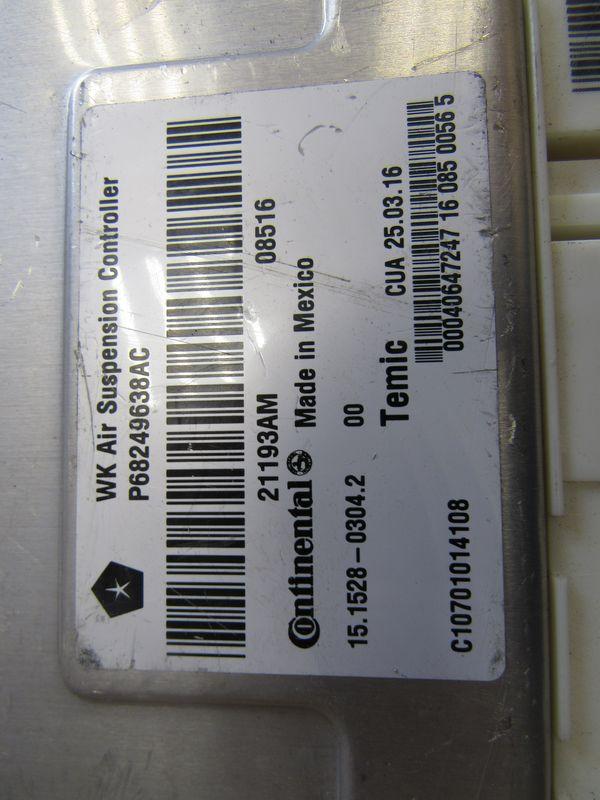 WK Air Suspension Controller
P68249638AC
21193AM 08516
Continental Made in Mexico
15.1528-0304.2 00
Temic CUA 25.03.16
00040647247 16 085 0056 5
C10701014108